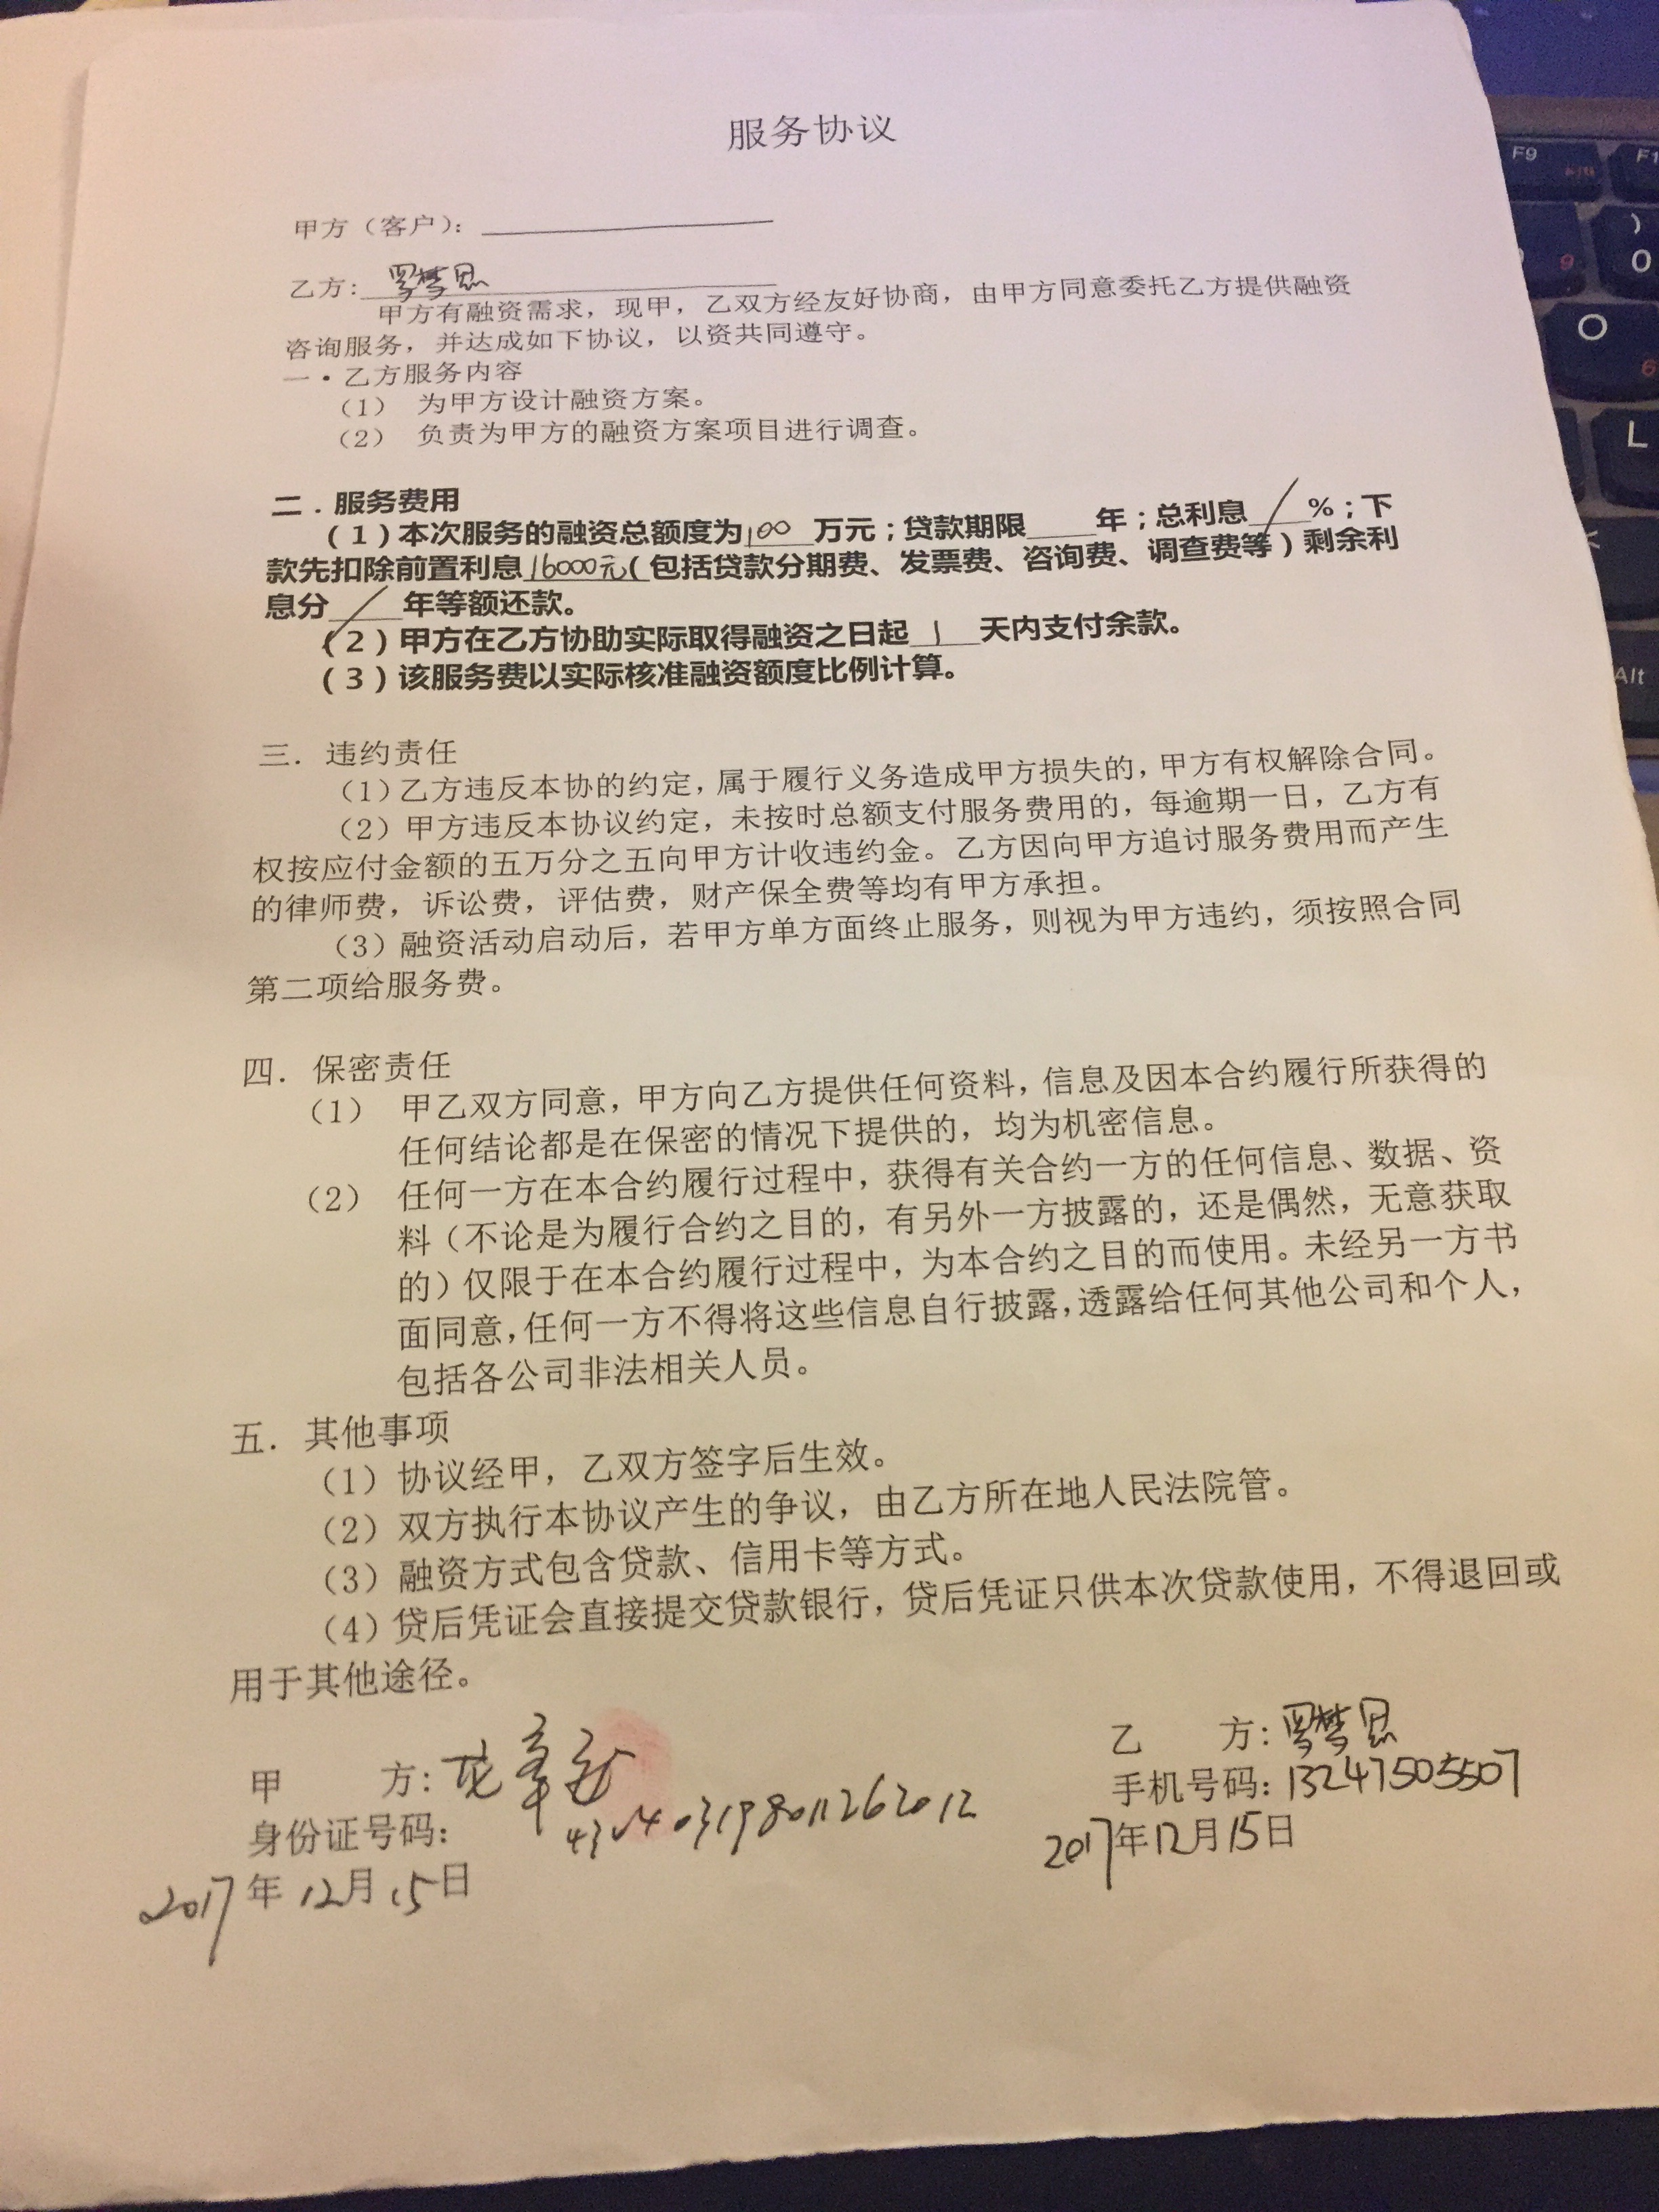 服务协议
甲方（客户）：
乙方：罗梦思
甲方有融资需求，现甲，乙双方经友好协商，由甲方同意委托乙方提供融资
咨询服务，并达成如下协议，以资共同遵守。
一・乙方服务内容
（1） 为甲方设计融资方案。
（2） 负责为甲方的融资方案项目进行调查。
二．服务费用
（1）本次服务的融资总额度为100万元；贷款期限____年；总利息／%；下
款先扣除前置利息16000元（包括贷款分期费、发票费、咨询费、调查费等）剩余利
息分／年等额还款。
（2）甲方在乙方协助实际取得融资之日起1天内支付余款。
（3）该服务费以实际核准融资额度比例计算。
三．违约责任
（1）乙方违反本协的约定，属于履行义务造成甲方损失的，甲方有权解除合同。
（2）甲方违反本协议约定，未按时总额支付服务费用的，每逾期一日，乙方有
权按应付金额的五万分之五向甲方计收违约金。乙方因向甲方追讨服务费用而产生
的律师费，诉讼费，评估费，财产保全费等均有甲方承担。
（3）融资活动启动后，若甲方单方面终止服务，则视为甲方违约，须按照合同
第二项给服务费。
四．保密责任
（1） 甲乙双方同意，甲方向乙方提供任何资料，信息及因本合约履行所获得的
任何结论都是在保密的情况下提供的，均为机密信息。
（2） 任何一方在本合约履行过程中，获得有关合约一方的任何信息、数据、资
料（不论是为履行合约之目的，有另外一方披露的，还是偶然，无意获取
的）仅限于在本合约履行过程中，为本合约之目的而使用。未经另一方书
面同意，任何一方不得将这些信息自行披露，透露给任何其他公司和个人，
包括各公司非法相关人员。
五．其他事项
（1）协议经甲，乙双方签字后生效。
（2）双方执行本协议产生的争议，由乙方所在地人民法院管。
（3）融资方式包含贷款、信用卡等方式。
（4）贷后凭证会直接提交贷款银行，贷后凭证只供本次贷款使用，不得退回或
用于其他途径。
甲 方：
身份证号码：
2017年12月15日
乙 方：罗梦思
手机号码：13247505507
2017年12月15日
F9
)
0
9
O
6
L
Alt